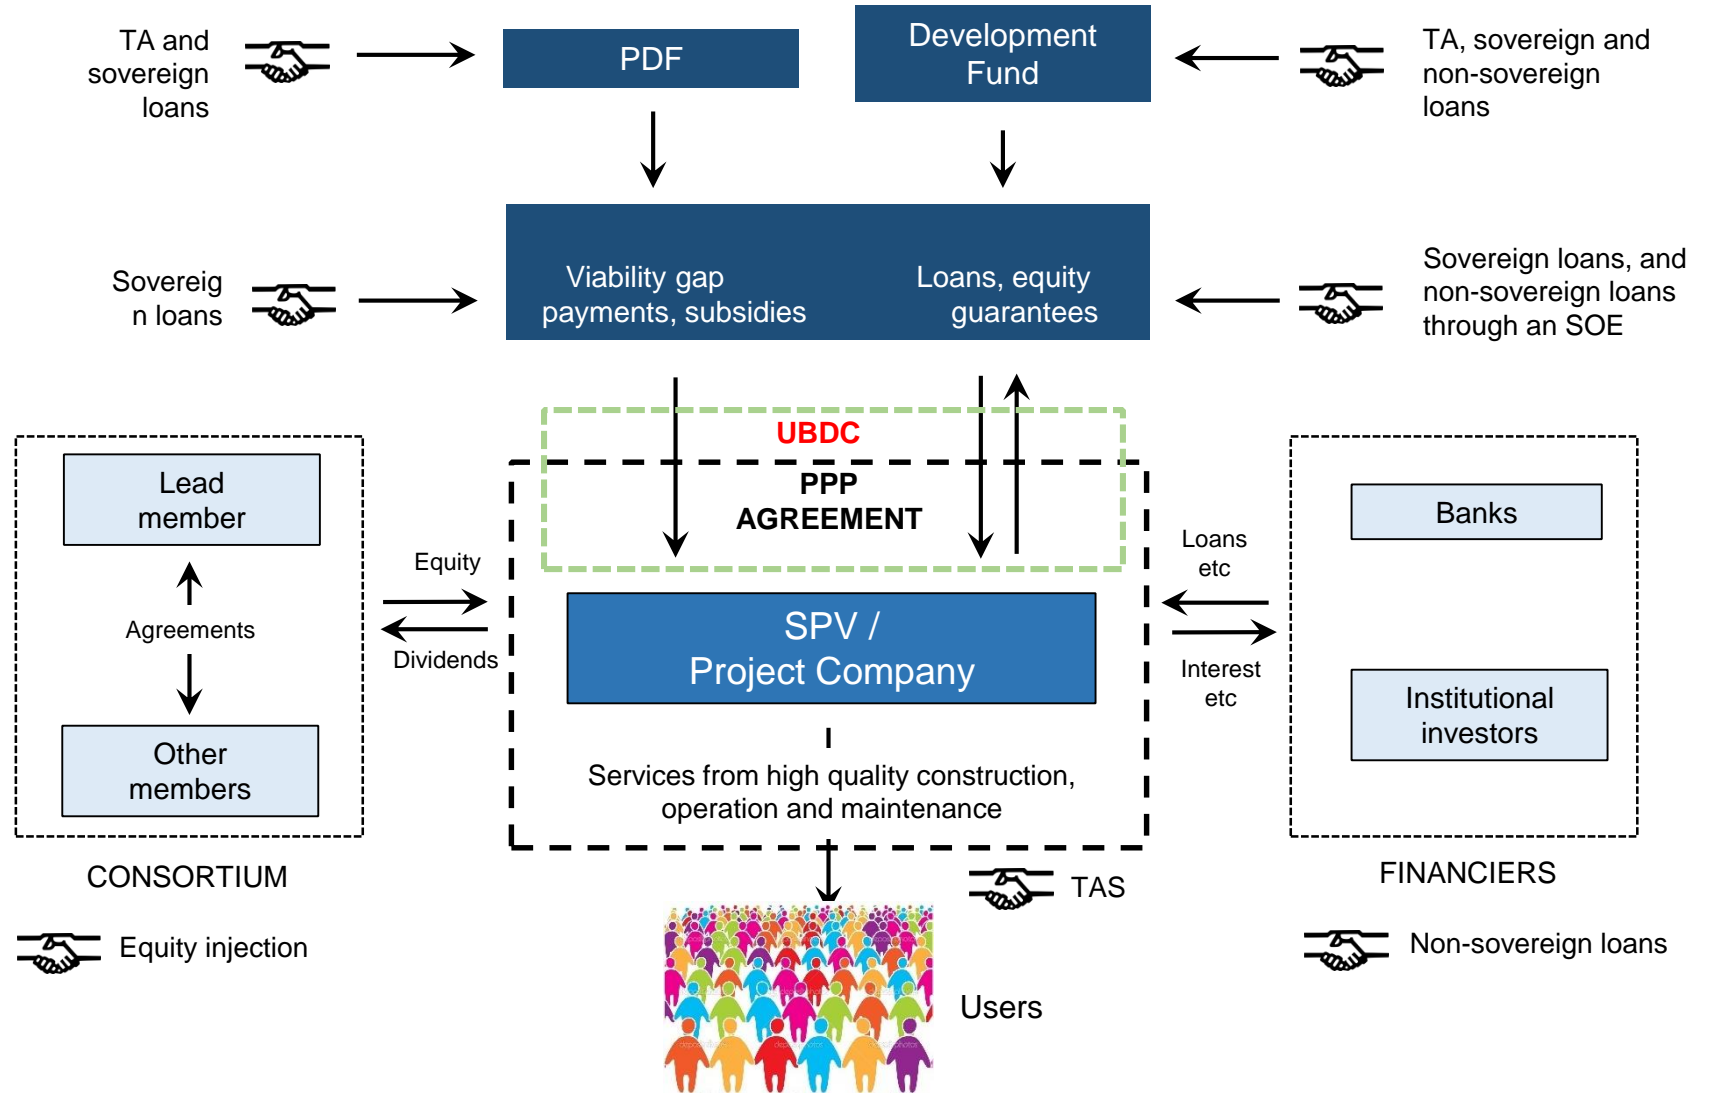 TA and
sovereign
loans
PDF
Development
Fund
TA, sovereign and
non-sovereign
loans
Sovereig
n loans
Viability gap
payments, subsidies
Loans, equity
guarantees
Sovereign loans, and
non-sovereign loans
through an SOE
UBDC
PPP
AGREEMENT
Lead
member
Agreements
Other
members
CONSORTIUM
Equity injection
Equity
Dividends
SPV /
Project Company
Services from high quality construction,
operation and maintenance
Loans
etc
Interest
etc
Banks
Institutional
investors
FINANCIERS
Non-sovereign loans
TAS
Users